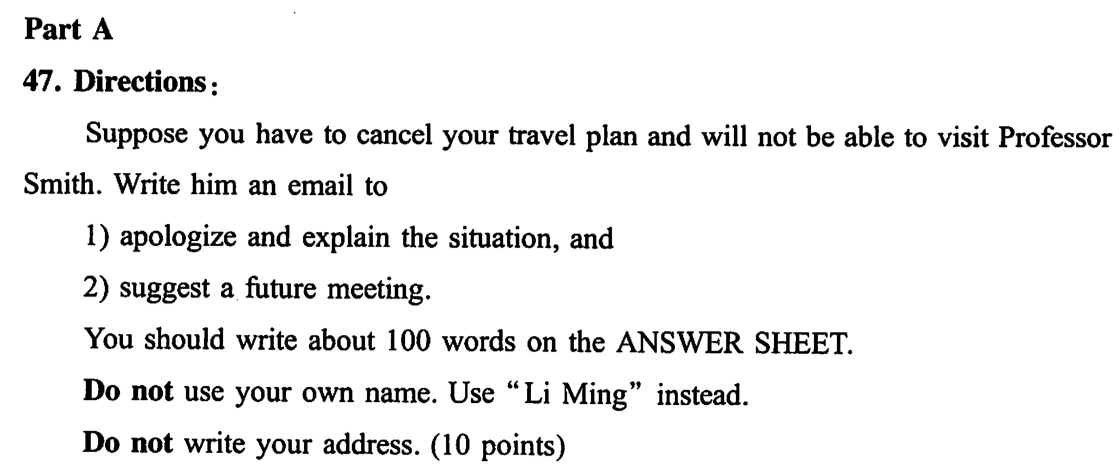 Part A
47. Directions:
Suppose you have to cancel your travel plan and will not be able to visit Professor
Smith. Write him an email to
1) apologize and explain the situation, and
2) suggest a future meeting.
You should write about 100 words on the ANSWER SHEET.
Do not use your own name. Use “Li Ming” instead.
Do not write your address. (10 points)